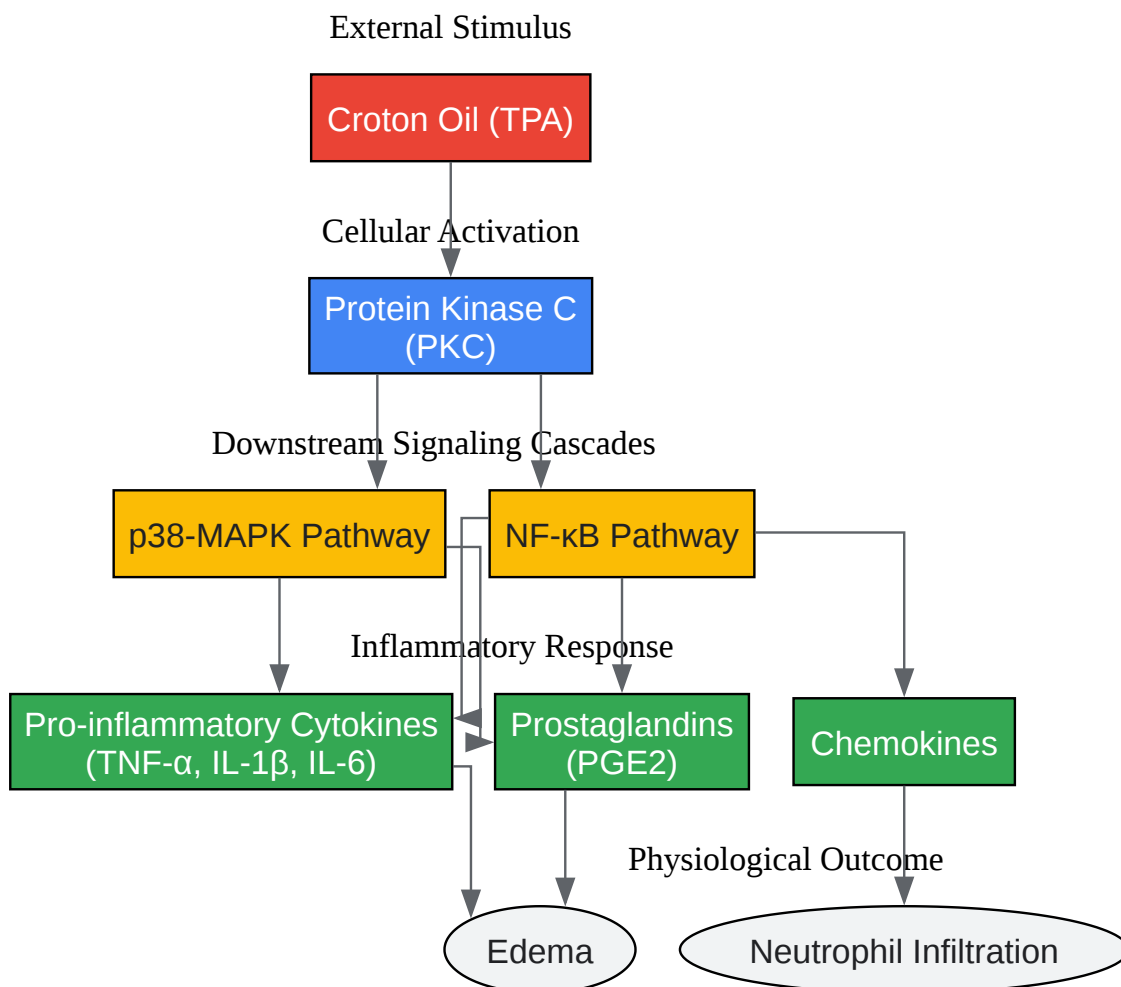 External Stimulus
Croton Oil (TPA)
Cellular Activation
Protein Kinase C
(PKC)
Downstream Signaling Cascades
p38-MAPK Pathway
NF-κB Pathway
Inflammatory Response
Pro-inflammatory Cytokines
(TNF-α, IL-1β, IL-6)
Prostaglandins
(PGE2)
Chemokines
Physiological Outcome
Edema
Neutrophil Infiltration